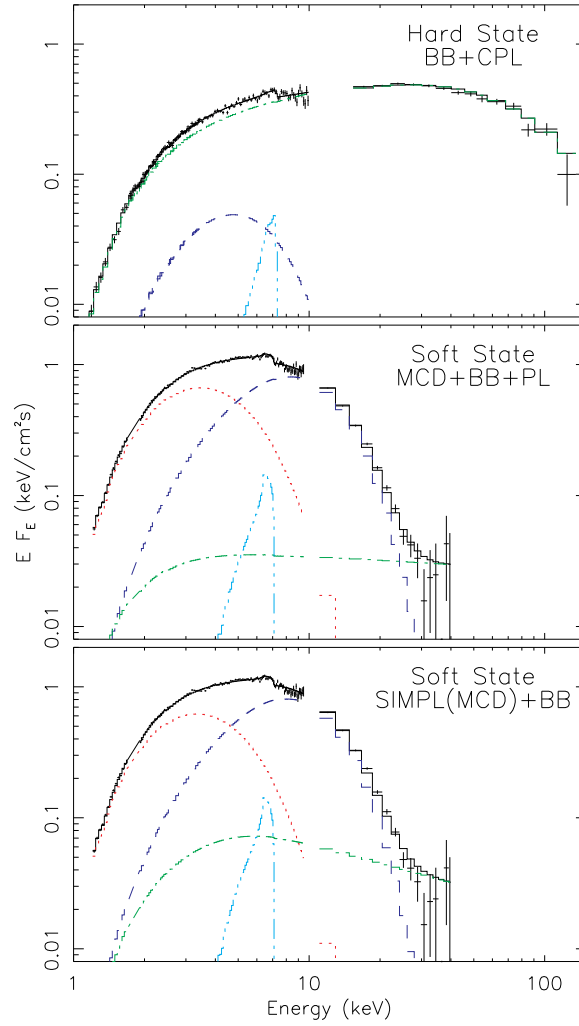 Hard State
BB+CPL
1
0.1
0.01
Soft State
MCD+BB+PL
1
0.1
0.01
E F_E (keV/cm²s)
Soft State
SIMPL(MCD)+BB
1
0.1
0.01
1 10 100
Energy (keV)